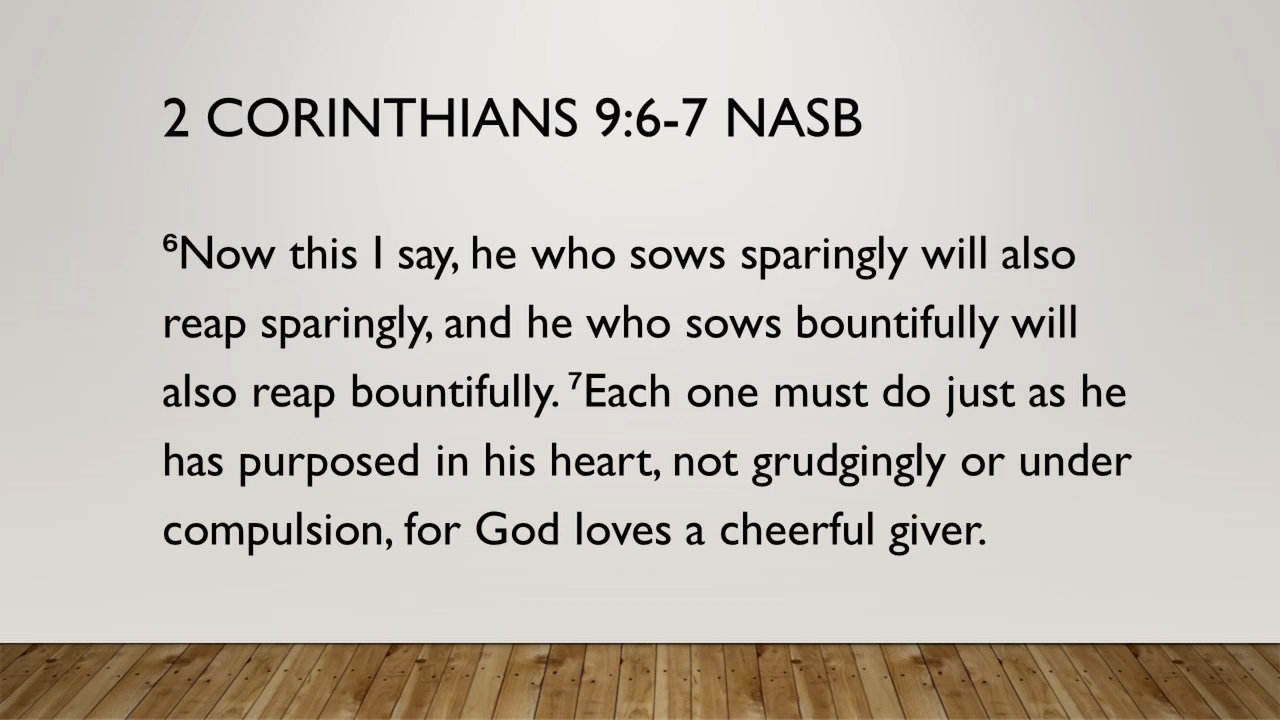 2 CORINTHIANS 9:6-7 NASB
⁶Now this I say, he who sows sparingly will also
reap sparingly, and he who sows bountifully will
also reap bountifully. ⁷Each one must do just as he
has purposed in his heart, not grudgingly or under
compulsion, for God loves a cheerful giver.